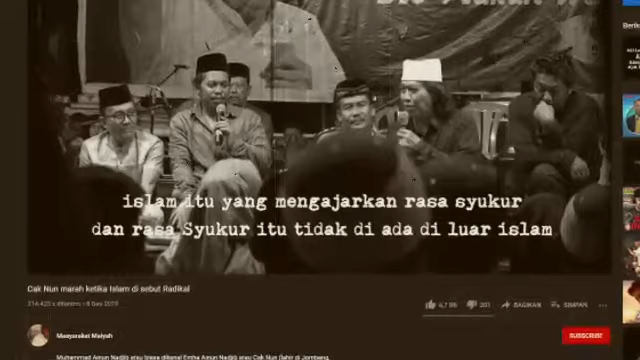 islam itu yang mengajarkan rasa syukur
dan rasa Syukur itu tidak di ada di luar islam
Cak Nun marah ketika Islam di sebut Radikal
BAGIKAN
SIMPAN
Masyarakat Maiyah
SUBSCRIBE
Muhammad Ainun Nadjib atau biasa dikenal Emha Ainun Nadjib atau Cak Nun (lahir di Jombang,